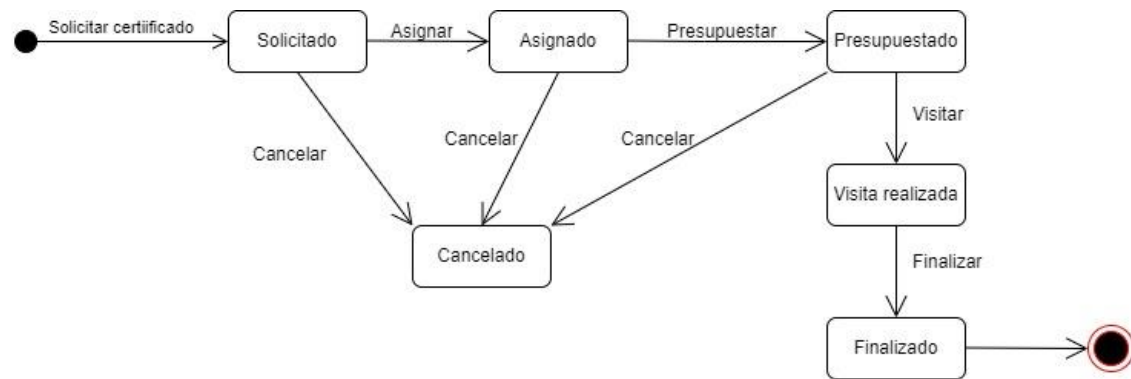 Solicitar certiificado
Solicitado
Asignar
Asignado
Presupuestar
Presupuestado
Cancelar
Cancelar
Cancelar
Visitar
Visita realizada
Cancelado
Finalizar
Finalizado